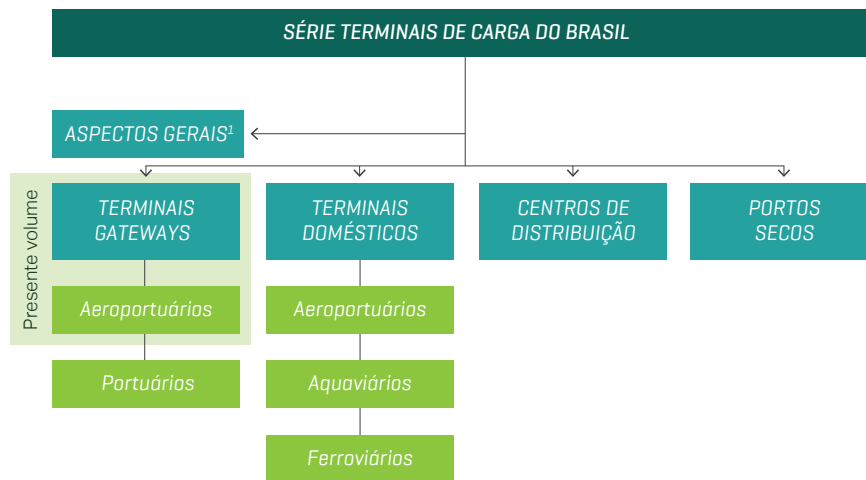 SÉRIE TERMINAIS DE CARGA DO BRASIL
ASPECTOS GERAIS¹
Presente volume
TERMINAIS
GATEWAYS
TERMINAIS
DOMÉSTICOS
CENTROS DE
DISTRIBUIÇÃO
PORTOS
SECOS
Aeroportuários
Aeroportuários
Portuários
Aquaviários
Ferroviários